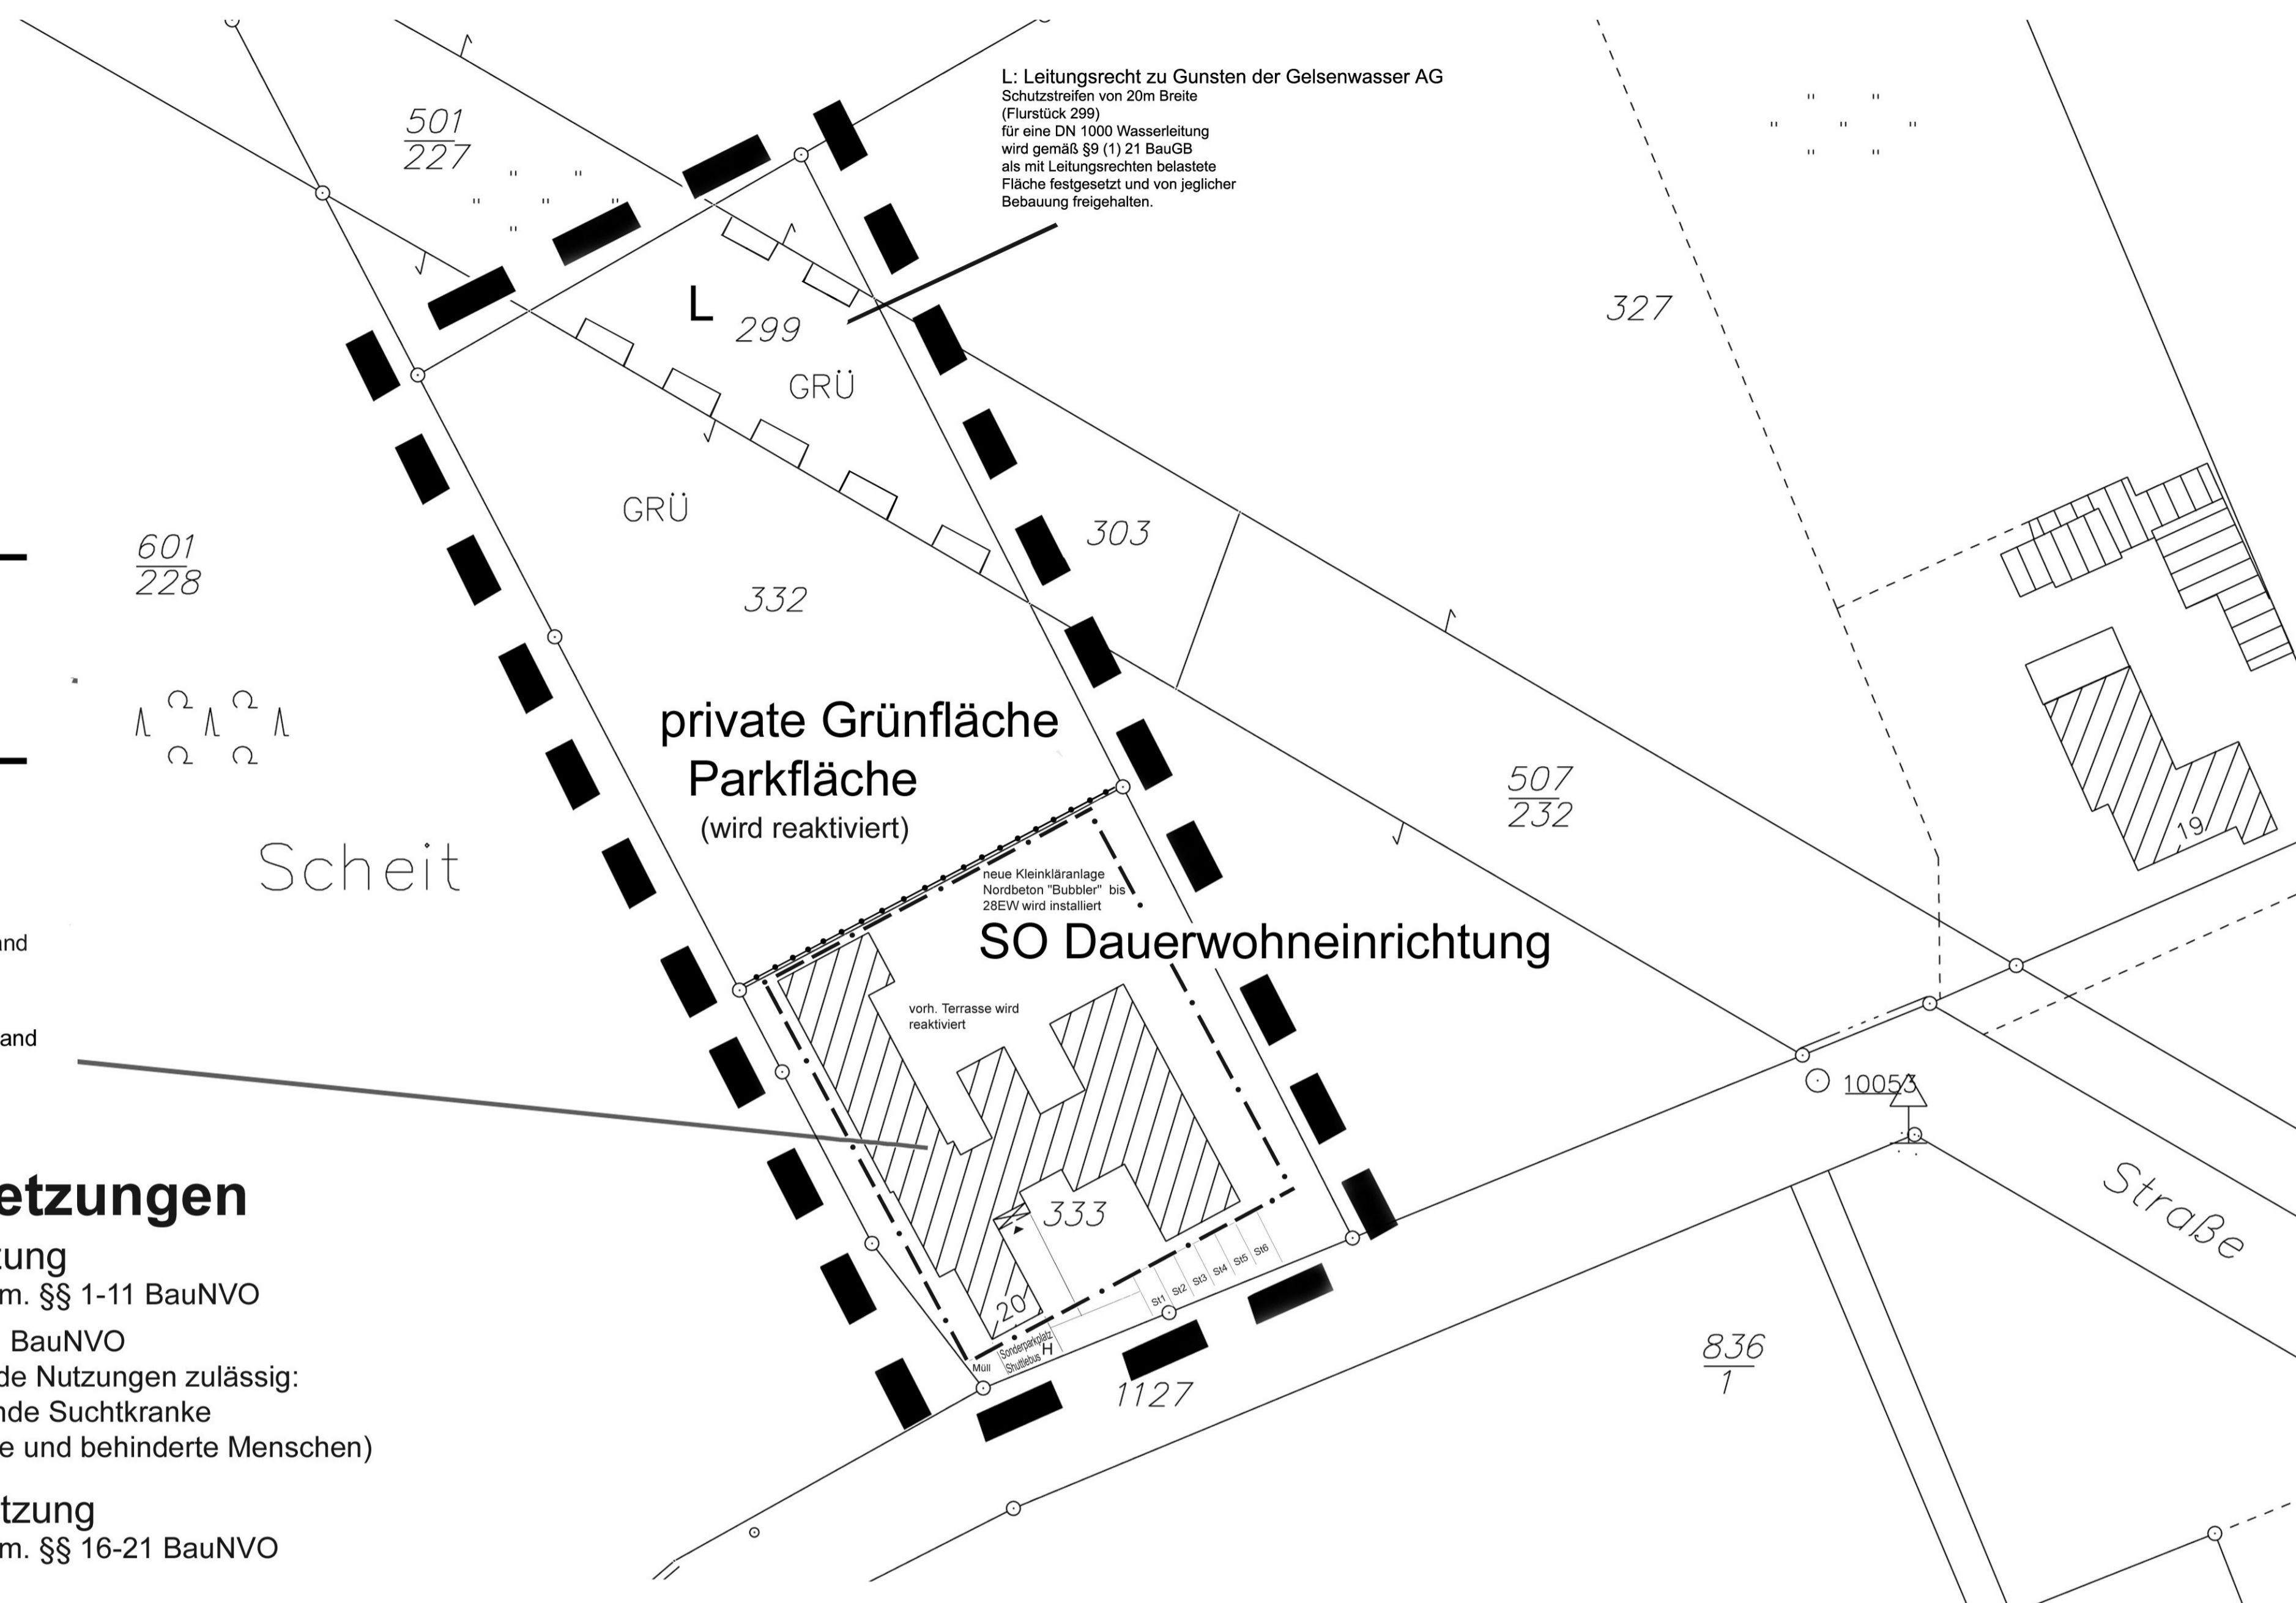 L: Leitungsrecht zu Gunsten der Gelsenwasser AG
Schutzstreifen von 20m Breite
(Flurstück 299)
für eine DN 1000 Wasserleitung
wird gemäß §9 (1) 21 BauGB
als mit Leitungsrechten belastete
Fläche festgesetzt und von jeglicher
Bebauung freigehalten.
501
227
L
299
GRÜ
327
GRÜ
303
601
228
332
private Grünfläche
Parkfläche
(wird reaktiviert)
507
232
19
Scheit
neue Kleinkläranlage
Nordbeton "Bubbler" bis
28EW wird installiert
SO Dauerwohneinrichtung
vorh. Terrasse wird
reaktiviert
and
and
10053
333
Straße
St1 St2 St3 St4 St5 St6
20
Sonderparkplatz
Shuttlebus
H
Müll
1127
836
1
etzungen
tung
m. §§ 1-11 BauNVO
BauNVO
de Nutzungen zulässig:
nde Suchtkranke
e und behinderte Menschen)
tzung
m. §§ 16-21 BauNVO